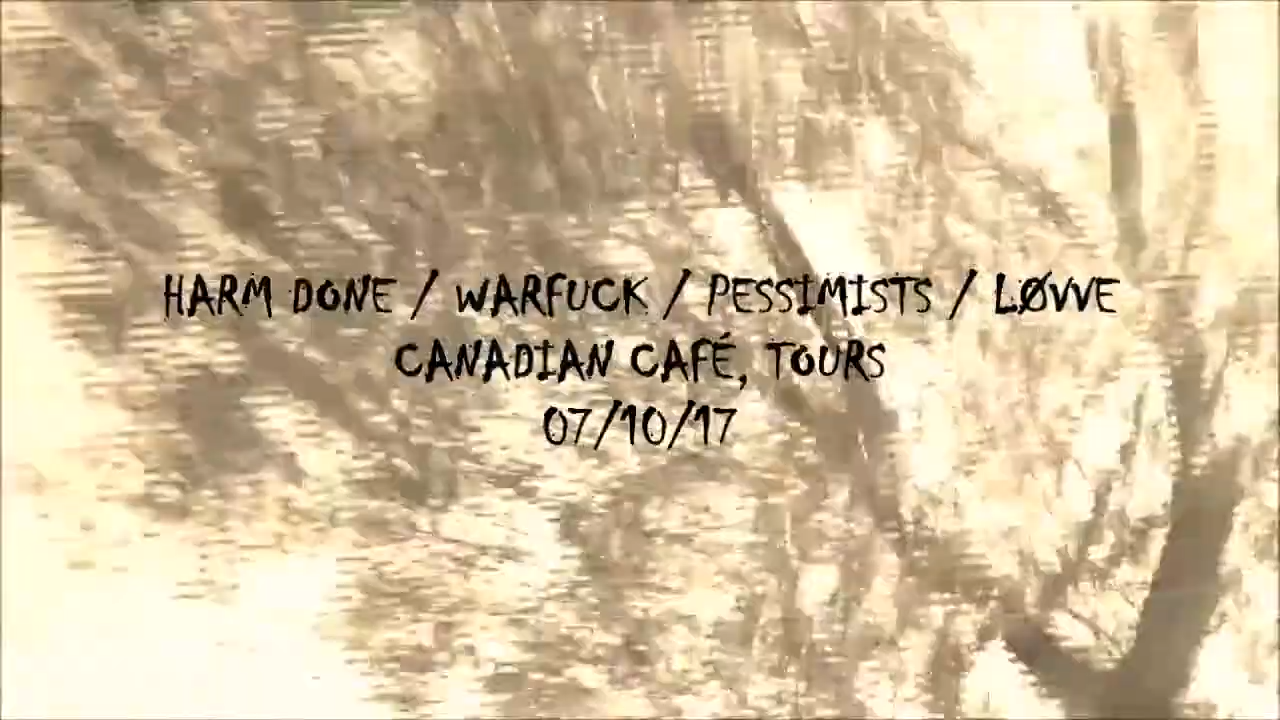 HARM DONE / WARFUCK / PESSIMISTS / LØVVE
CANADIAN CAFÉ, TOURS
07/10/17